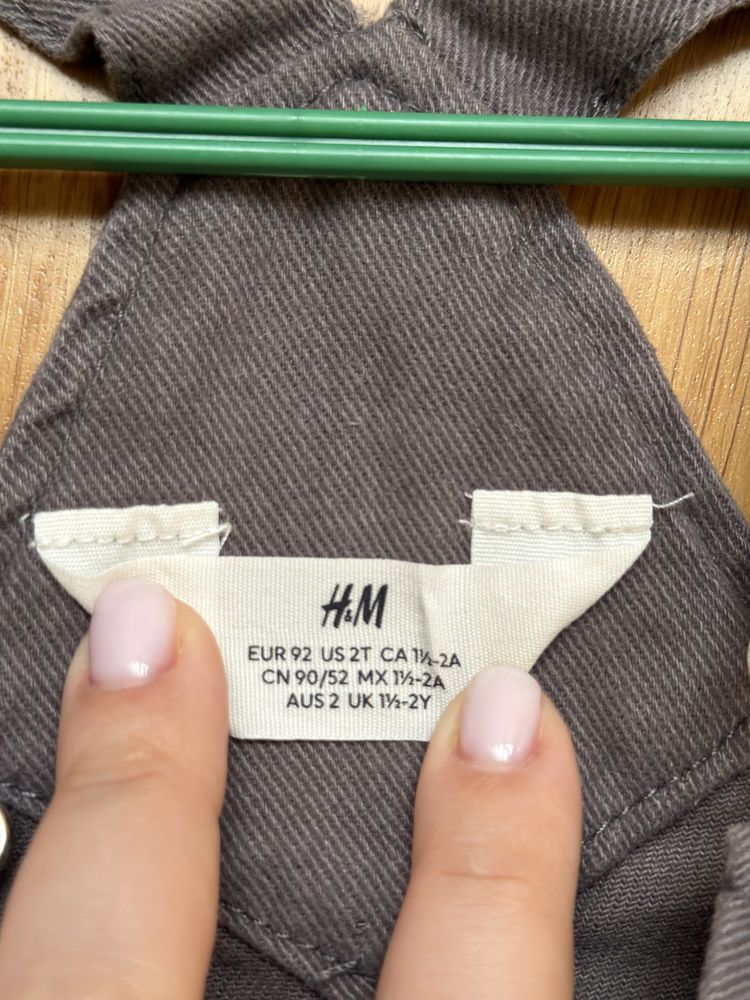 H&M
EUR 92 US 2T CA 1½-2A
CN 90/52 MX 1½-2A
AUS 2 UK 1½-2Y